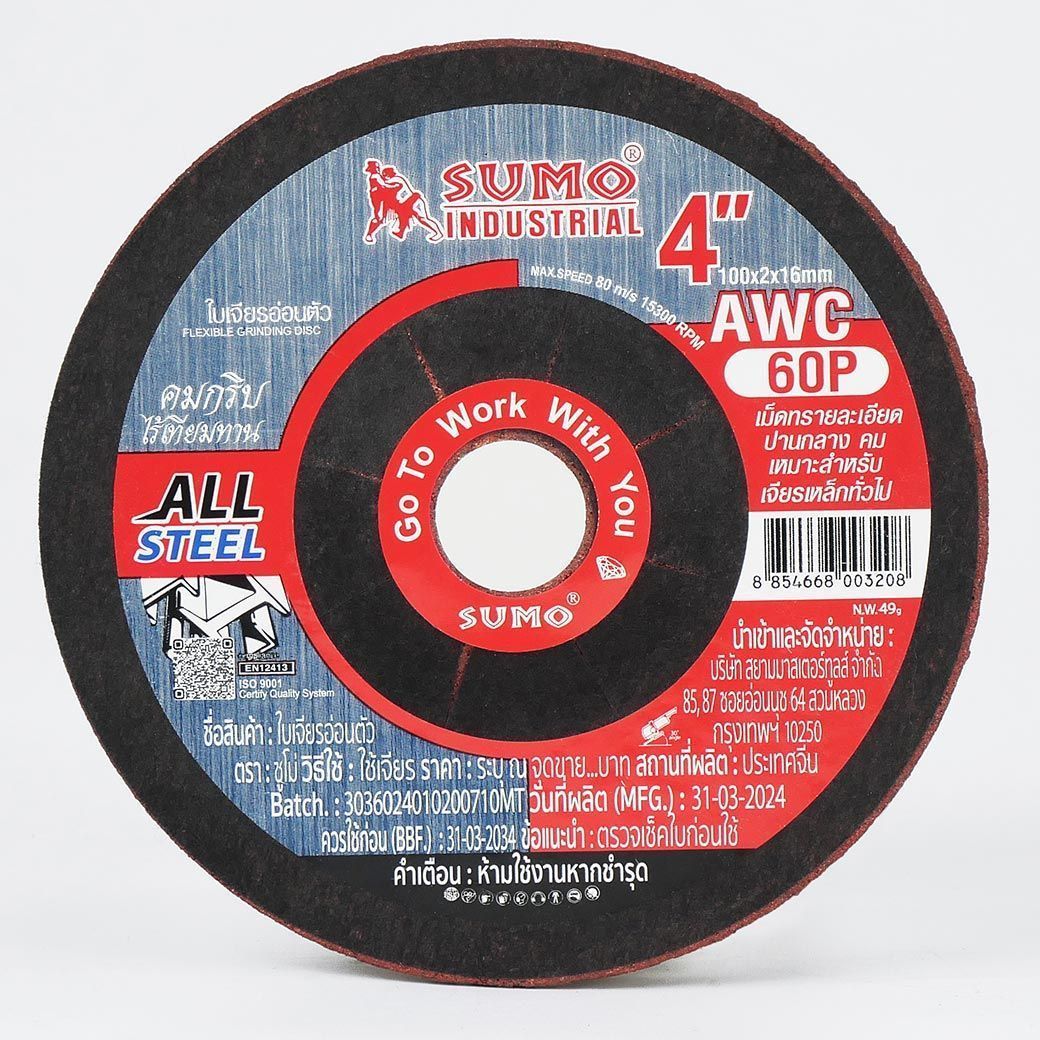 SUMO®
INDUSTRIAL
4"
100x2x16mm
MAX.SPEED 80 m/s 15300 RPM
AWC
60P
ใบเจียรอ่อนตัว
FLEXIBLE GRINDING DISC
คมกริบ
ไร้เทียมทาน
ALL
STEEL
เม็ดทรายละเอียด
ปานกลาง คม
เหมาะสำหรับ
เจียรเหล็กทั่วไป
Go To Work With You
SUMO®
8 854668 003208
N.W.49g
EN12413
ISO 9001
Certify Quality System
นำเข้าและจัดจำหน่าย :
บริษัท สยามมาสเตอร์ทูลส์ จำกัด
85,87 ซอยอ่อนนุช 64 สวนหลวง
กรุงเทพฯ 10250
30°
angle
ชื่อสินค้า : ใบเจียรอ่อนตัว
ตรา : ซูโม่ วิธีใช้ : ใช้เจียร ราคา : ระบุ ณ จุดขาย...บาท สถานที่ผลิต : ประเทศจีน
Batch. : 3036024010200710MT วันที่ผลิต (MFG.) : 31-03-2024
ควรใช้ก่อน (BBF.) : 31-03-2034 ข้อแนะนำ : ตรวจเช็คใบก่อนใช้
คำเตือน : ห้ามใช้งานหากชำรุด